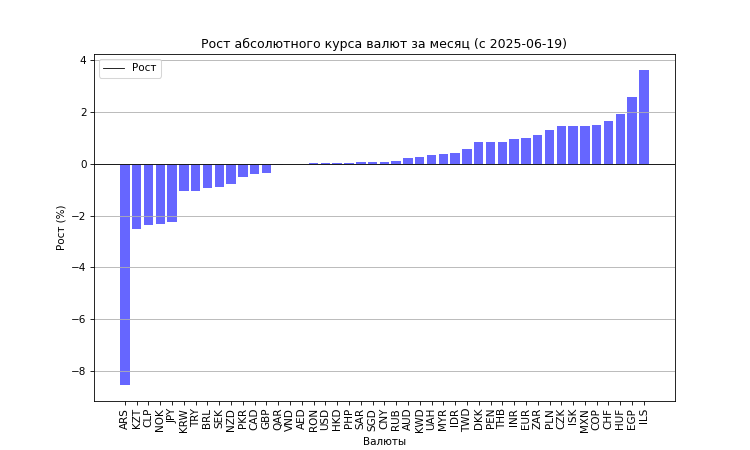 Рост абсолютного курса валют за месяц (с 2025-06-19)
Рост
4
2
0
−2
−4
−6
−8
Рост (%)
ARS KZT CLP NOK JPY KRW TRY BRL SEK NZD PKR CAD GBP QAR VND AED RON USD HKD PHP SAR SGD CNY RUB AUD KWD UAH MYR IDR TWD DKK PEN THB INR EUR ZAR PLN CZK ISK MXN COP CHF HUF EGP ILS
Валюты